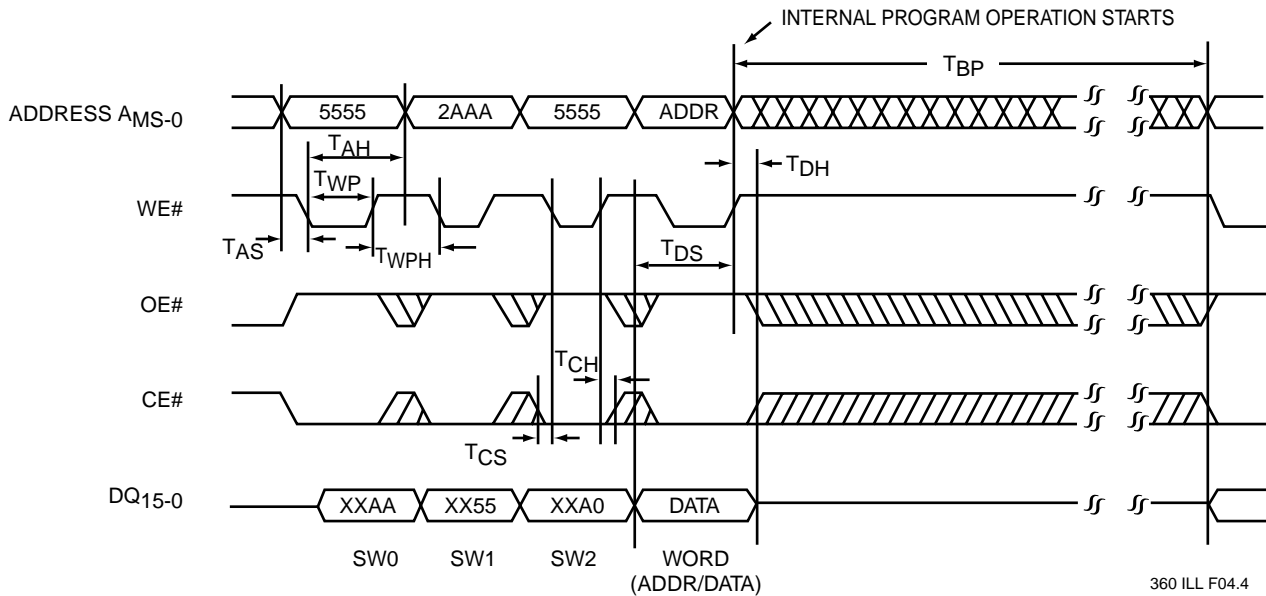 INTERNAL PROGRAM OPERATION STARTS
TBP
ADDRESS AMS-0
5555
2AAA
5555
ADDR
TAH
TDH
TWP
WE#
TAS
TWPH
TDS
OE#
TCH
CE#
TCS
DQ15-0
XXAA
XX55
XXA0
DATA
SW0
SW1
SW2
WORD
(ADDR/DATA)
360 ILL F04.4